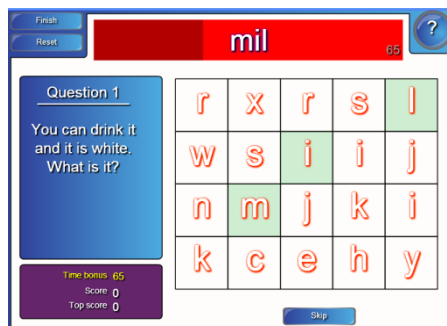 Finish
Reset
mil
65
?
Question 1
You can drink it
and it is white.
What is it?
r x r s l
w s i i j
n m j k i
k c e h y
Time bonus 65
Score 0
Top score 0
Skip